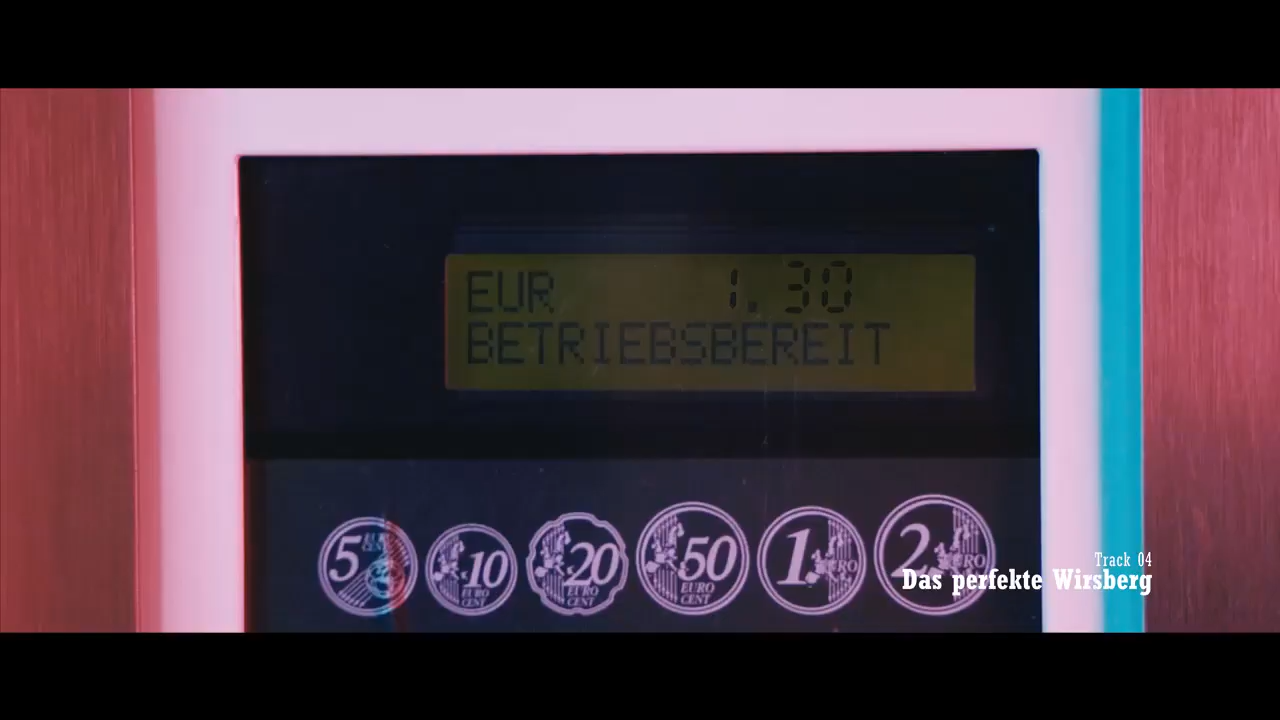 EUR 1.30
BETRIEBSBEREIT
5 EURO CENT
10 EURO CENT
20 EURO CENT
50 EURO CENT
1 EURO
2 EURO
Track 04
Das perfekte Wirsberg